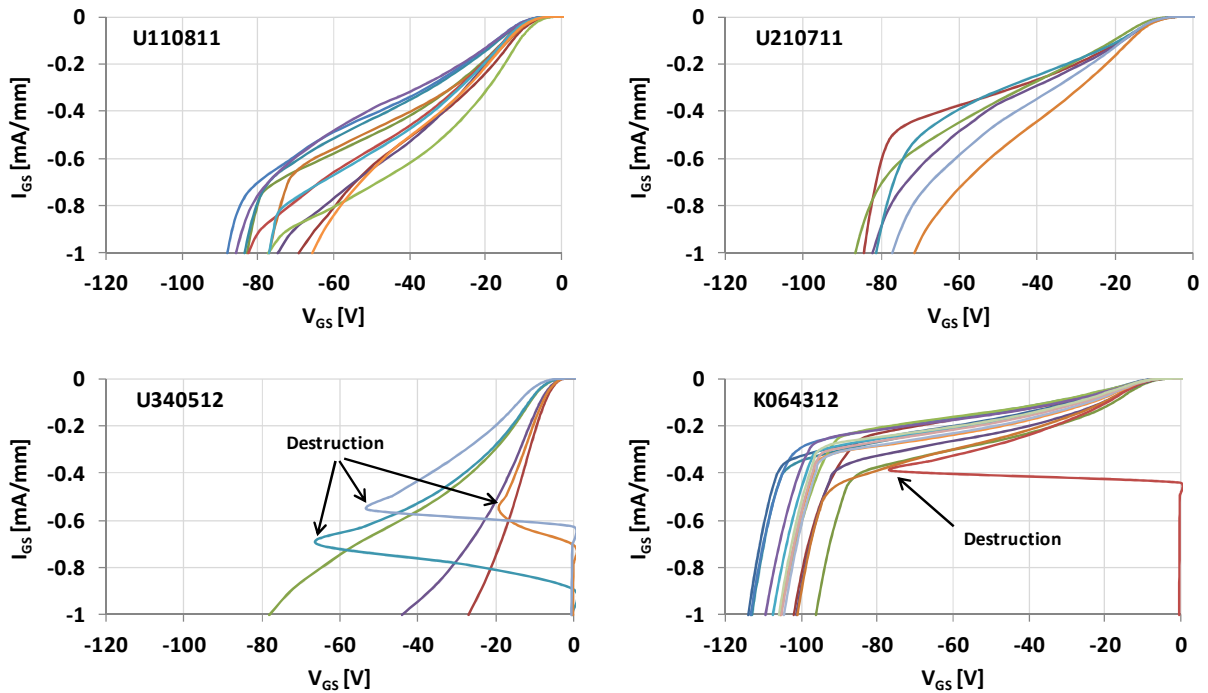 U110811
0
-0.2
-0.4
-0.6
-0.8
-1
IGS [mA/mm]
-120 -100 -80 -60 -40 -20 0
VGS [V]
U210711
0
-0.2
-0.4
-0.6
-0.8
-1
IGS [mA/mm]
-120 -100 -80 -60 -40 -20 0
VGS [V]
U340512
Destruction
0
-0.2
-0.4
-0.6
-0.8
-1
IGS [mA/mm]
-120 -100 -80 -60 -40 -20 0
VGS [V]
K064312
Destruction
0
-0.2
-0.4
-0.6
-0.8
-1
IGS [mA/mm]
-120 -100 -80 -60 -40 -20 0
VGS [V]